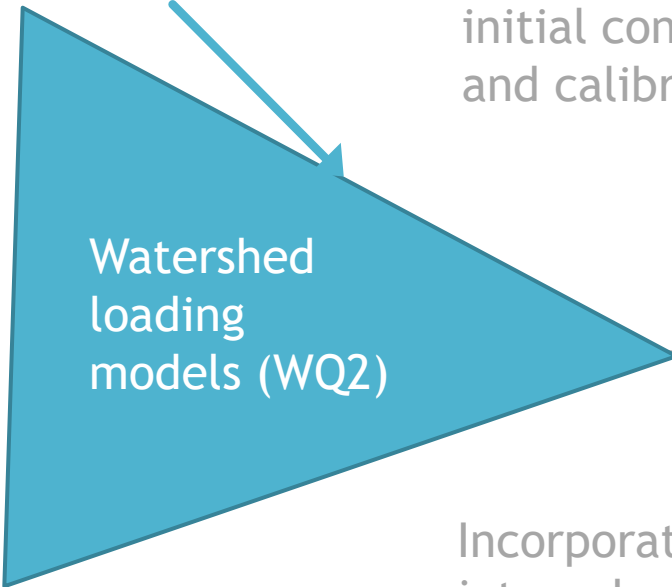 initial con
and calibr
Watershed
loading
models (WQ2)
Incorporat